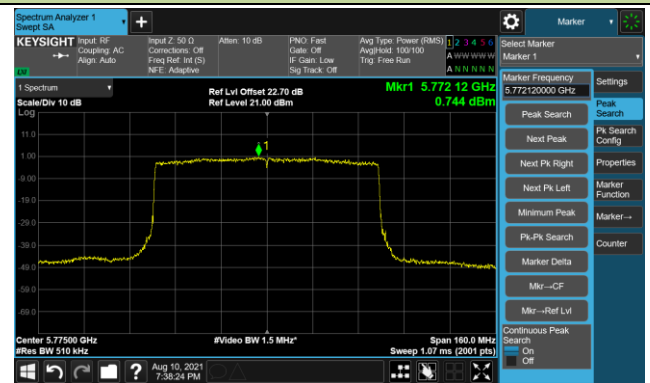 Spectrum Analyzer 1
Swept SA
+
Marker
KEYSIGHT
Input: RF
Coupling: AC
Align: Auto
Input Z: 50 Ω
Corrections: Off
Freq Ref: Int (S)
NFE: Adaptive
Atten: 10 dB
PNO: Fast
Gate: Off
IF Gain: Low
Sig Track: Off
Avg Type: Power (RMS)
Avg|Hold: 100/100
Trig: Free Run
1 2 3 4 5 6
A W W W W W
A N N N N N
LXI
Select Marker
Marker 1
1 Spectrum
Scale/Div 10 dB
Log
Ref Lvl Offset 22.70 dB
Ref Level 21.00 dBm
Mkr1 5.772 12 GHz
0.744 dBm
11.0
1.00
-9.00
-19.0
-29.0
-39.0
-49.0
-59.0
-69.0
1
Center 5.77500 GHz
#Res BW 510 kHz
#Video BW 1.5 MHz*
Span 160.0 MHz
Sweep 1.07 ms (2001 pts)
Marker Frequency
5.772120000 GHz
Peak Search
Next Peak
Next Pk Right
Next Pk Left
Minimum Peak
Pk-Pk Search
Marker Delta
Mkr→CF
Mkr→Ref Lvl
Continuous Peak
Search
On
Off
Settings
Peak
Search
Pk Search
Config
Properties
Marker
Function
Marker→
Counter
?
Aug 10, 2021
7:38:24 PM